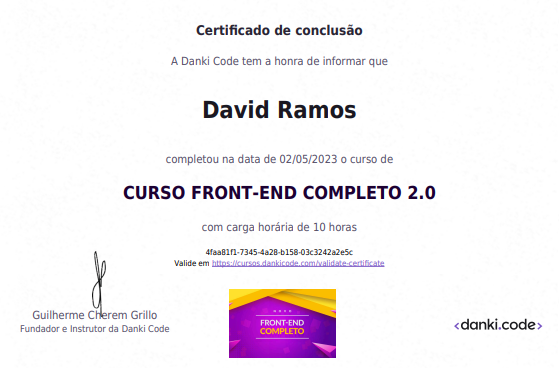 Certificado de conclusão
A Danki Code tem a honra de informar que
David Ramos
completou na data de 02/05/2023 o curso de
CURSO FRONT-END COMPLETO 2.0
com carga horária de 10 horas
4faa81f1-7345-4a28-b158-03c3242a2e5c
Valide em https://cursos.dankicode.com/validate-certificate
Guilherme Cherem Grillo
Fundador e Instrutor da Danki Code
FRONT-END
COMPLETO
<danki.code>